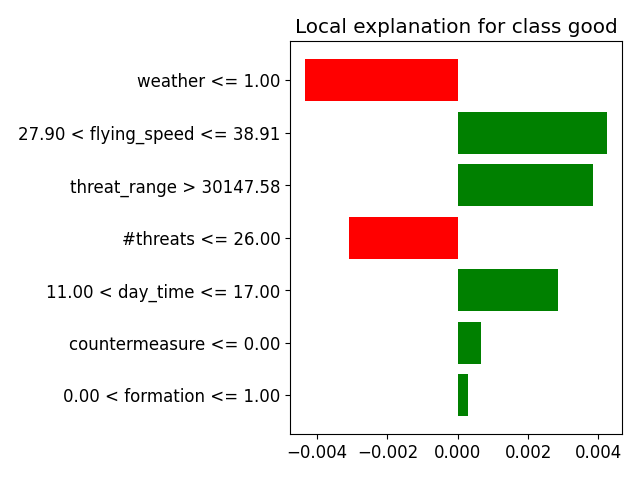 Local explanation for class good
weather <= 1.00
27.90 < flying_speed <= 38.91
threat_range > 30147.58
#threats <= 26.00
11.00 < day_time <= 17.00
countermeasure <= 0.00
0.00 < formation <= 1.00
−0.004 −0.002 0.000 0.002 0.004